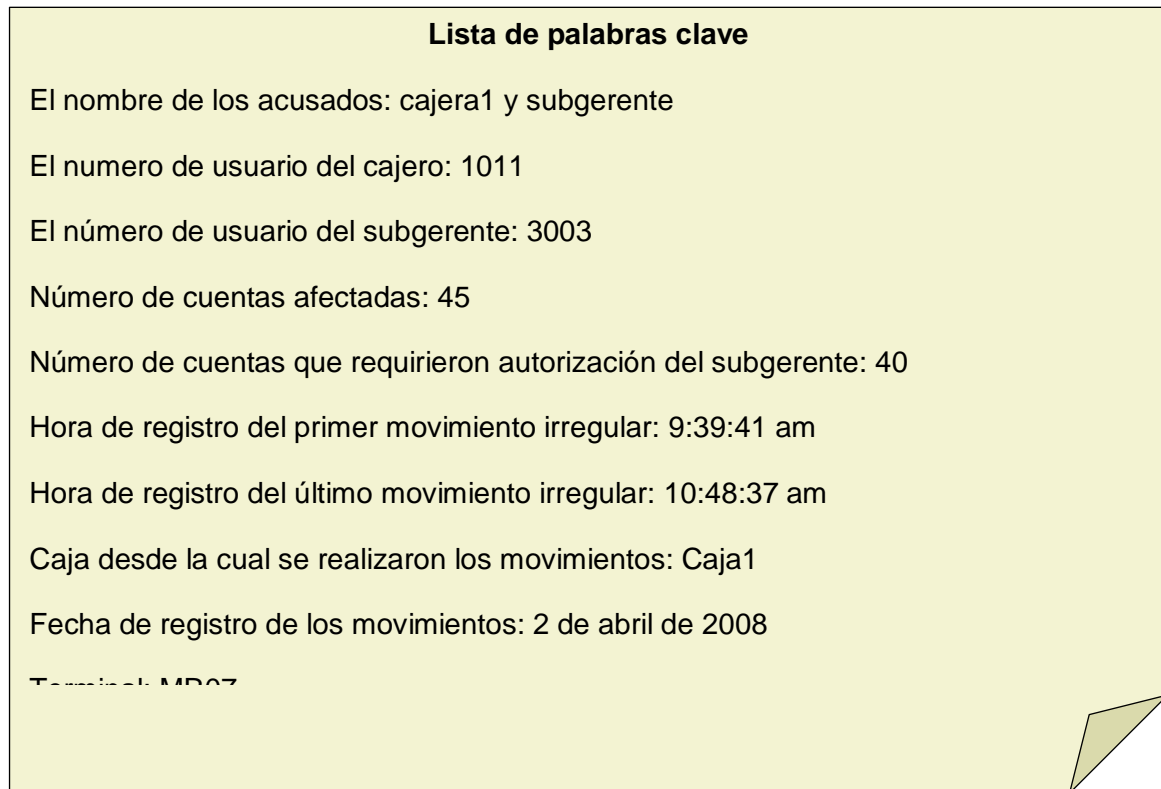 Lista de palabras clave
El nombre de los acusados: cajera1 y subgerente
El numero de usuario del cajero: 1011
El número de usuario del subgerente: 3003
Número de cuentas afectadas: 45
Número de cuentas que requirieron autorización del subgerente: 40
Hora de registro del primer movimiento irregular: 9:39:41 am
Hora de registro del último movimiento irregular: 10:48:37 am
Caja desde la cual se realizaron los movimientos: Caja1
Fecha de registro de los movimientos: 2 de abril de 2008
Terminal: